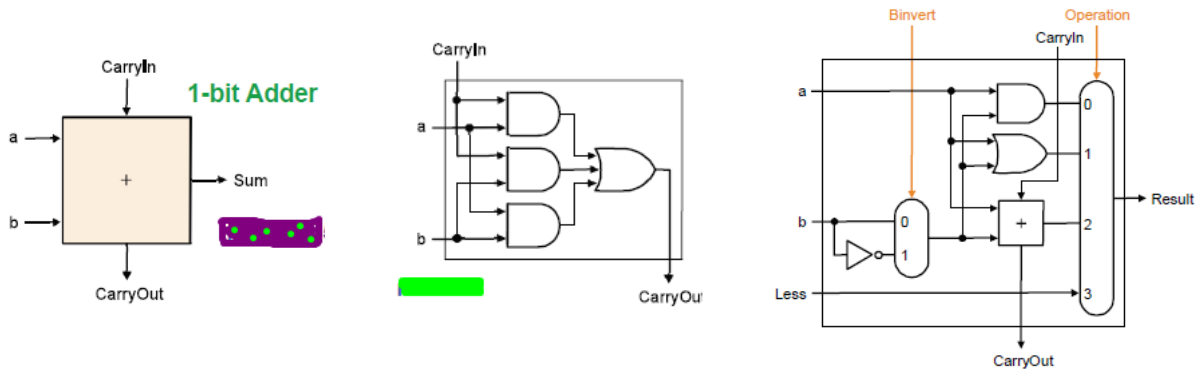 CarryIn
1-bit Adder
a
+
Sum
b
CarryOut
CarryIn
a
b
CarryOut
Binvert
Operation
CarryIn
a
0
1
b
0
1
+
2
Result
Less
3
CarryOut